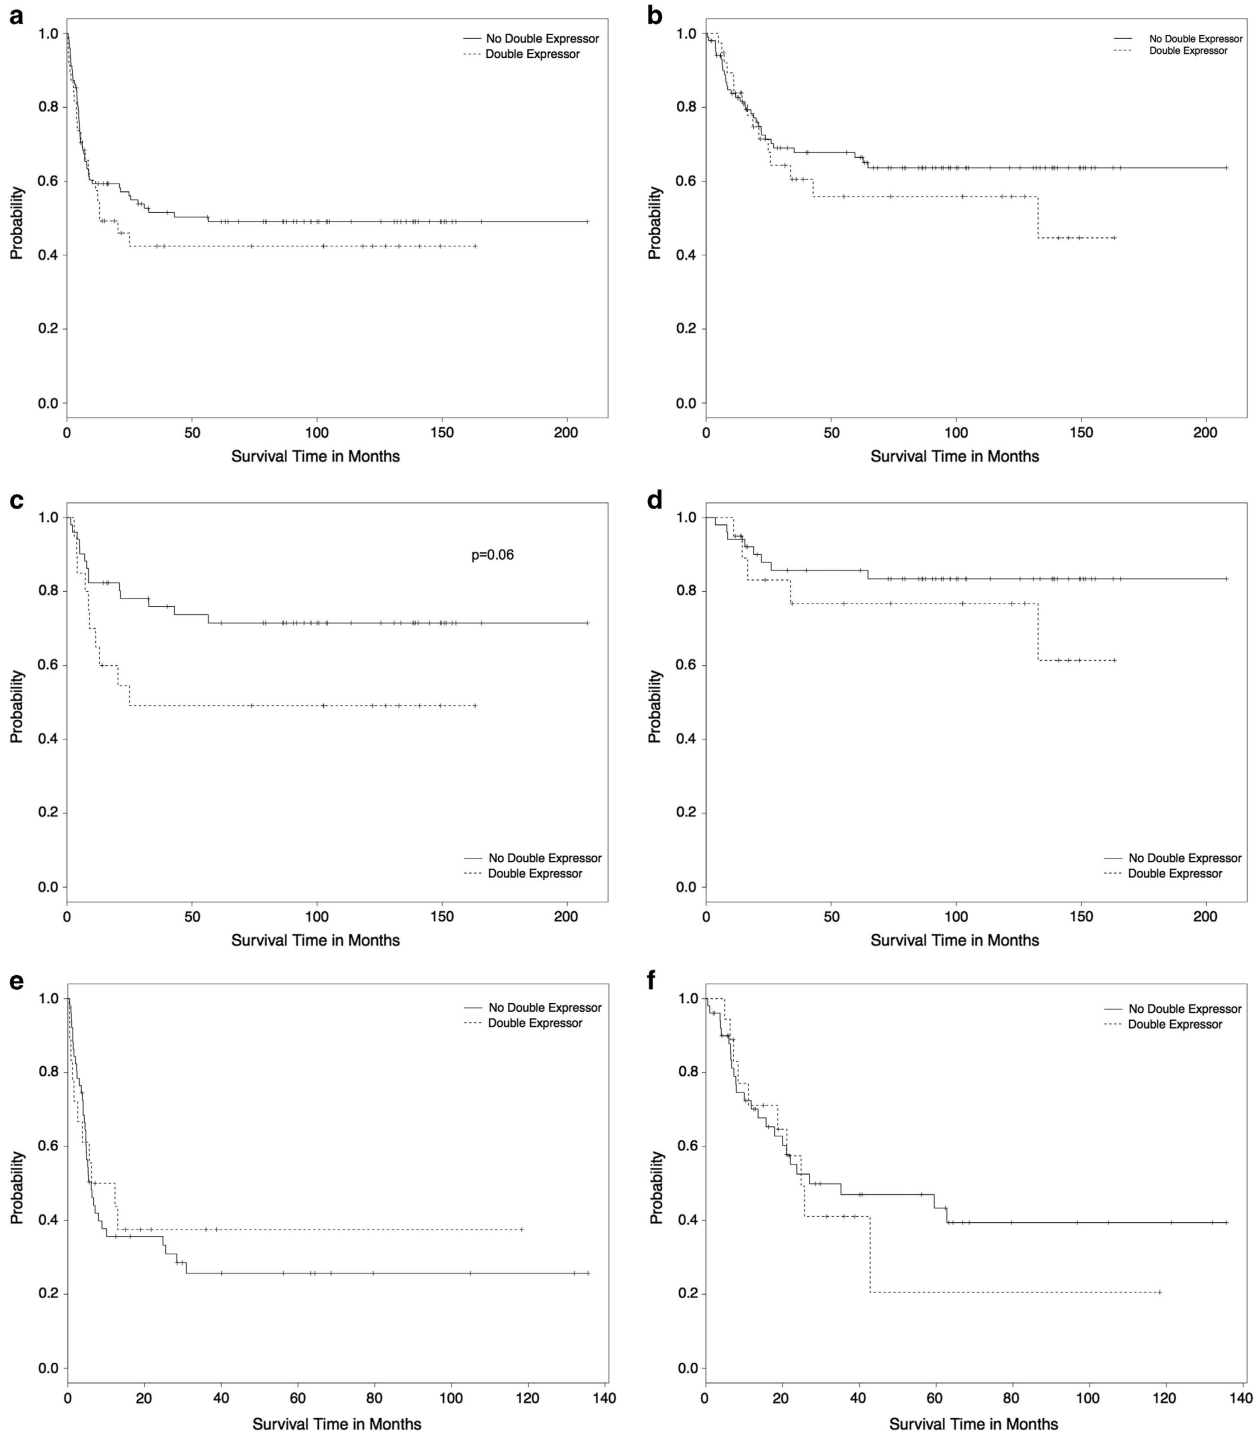 a
No Double Expressor
Double Expressor
1.0
0.8
0.6
0.4
0.2
0.0
Probability
0 50 100 150 200
Survival Time in Months
b
No Double Expressor
Double Expressor
1.0
0.8
0.6
0.4
0.2
0.0
Probability
0 50 100 150 200
Survival Time in Months
c
p=0.06
1.0
0.8
0.6
0.4
0.2
0.0
Probability
No Double Expressor
Double Expressor
0 50 100 150 200
Survival Time in Months
d
1.0
0.8
0.6
0.4
0.2
0.0
Probability
No Double Expressor
Double Expressor
0 50 100 150 200
Survival Time in Months
e
No Double Expressor
Double Expressor
1.0
0.8
0.6
0.4
0.2
0.0
Probability
0 20 40 60 80 100 120 140
Survival Time in Months
f
No Double Expressor
Double Expressor
1.0
0.8
0.6
0.4
0.2
0.0
Probability
0 20 40 60 80 100 120 140
Survival Time in Months